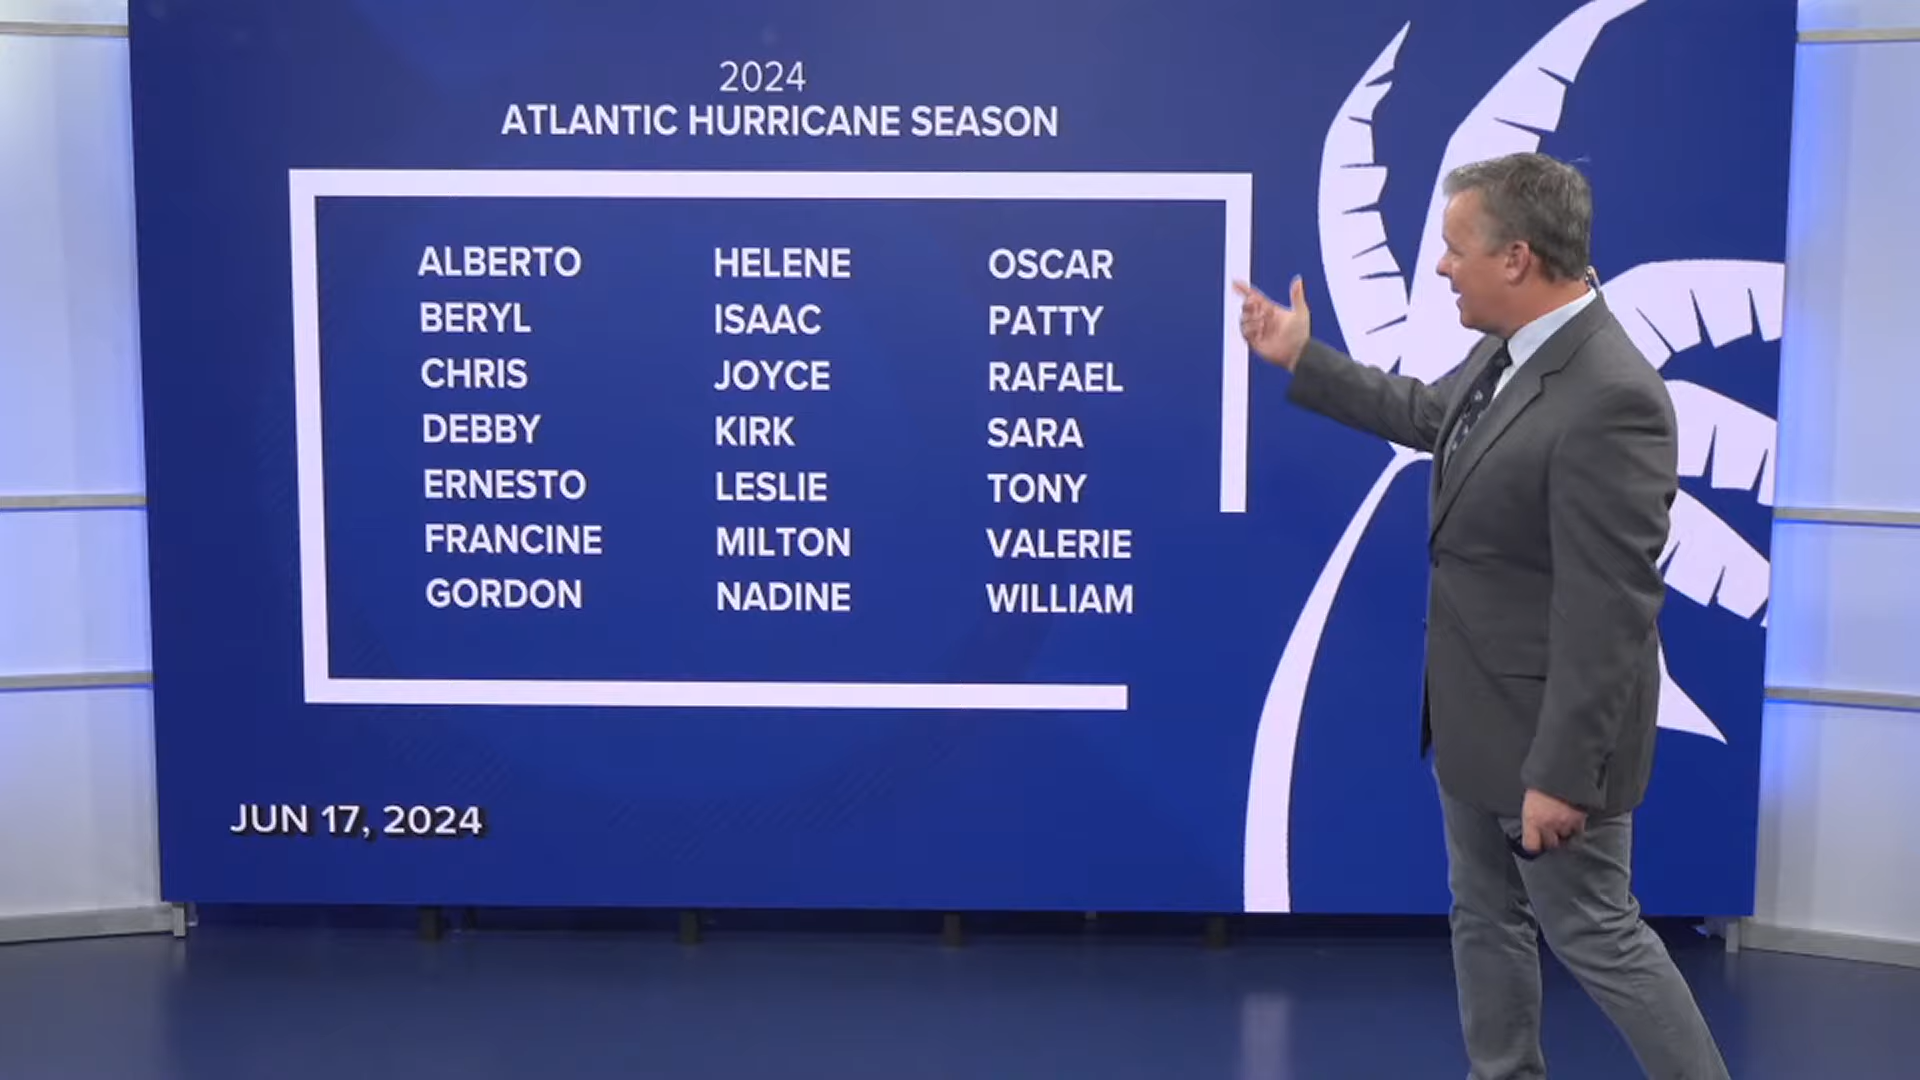 2024
ATLANTIC HURRICANE SEASON
ALBERTO
BERYL
CHRIS
DEBBY
ERNESTO
FRANCINE
GORDON
HELENE
ISAAC
JOYCE
KIRK
LESLIE
MILTON
NADINE
OSCAR
PATTY
RAFAEL
SARA
TONY
VALERIE
WILLIAM
JUN 17, 2024